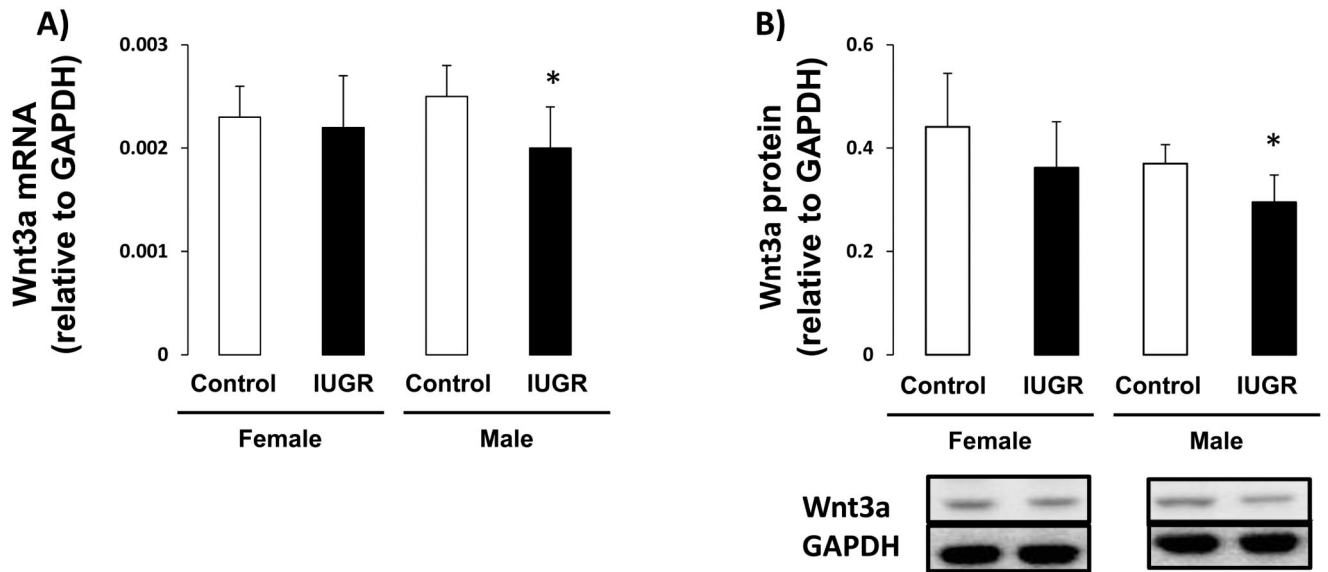 A)
Wnt3a mRNA
(relative to GAPDH)
0.003
0.002
0.001
0
*
Control IUGR Control IUGR
Female Male
B)
Wnt3a protein
(relative to GAPDH)
0.6
0.4
0.2
0
*
Control IUGR Control IUGR
Female Male
Wnt3a
GAPDH